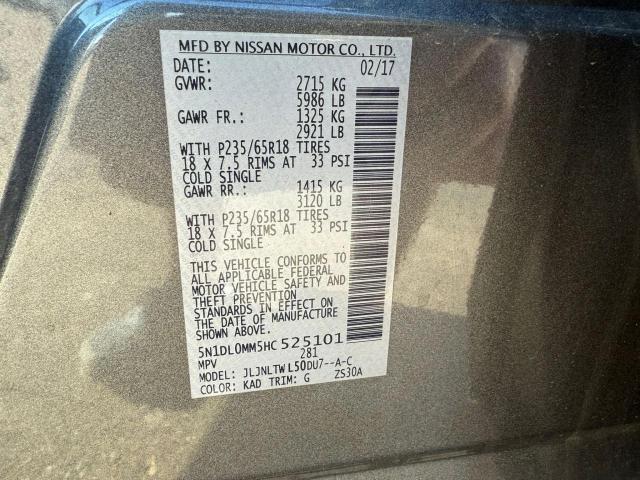 MFD BY NISSAN MOTOR CO., LTD.
DATE: 02/17
GVWR: 2715 KG
5986 LB
GAWR FR.: 1325 KG
2921 LB
WITH P235/65R18 TIRES
18 X 7.5 RIMS AT 33 PSI
COLD SINGLE
GAWR RR.: 1415 KG
3120 LB
WITH P235/65R18 TIRES
18 X 7.5 RIMS AT 33 PSI
COLD SINGLE
THIS VEHICLE CONFORMS TO
ALL APPLICABLE FEDERAL
MOTOR VEHICLE SAFETY AND
THEFT PREVENTION
STANDARDS IN EFFECT ON
THE DATE OF MANUFACTURE
SHOWN ABOVE.
5N1DL0MM5HC 525101
MPV 281
MODEL: JLJNLTWL50DU7--A-C
COLOR: KAD TRIM: G ZS30A